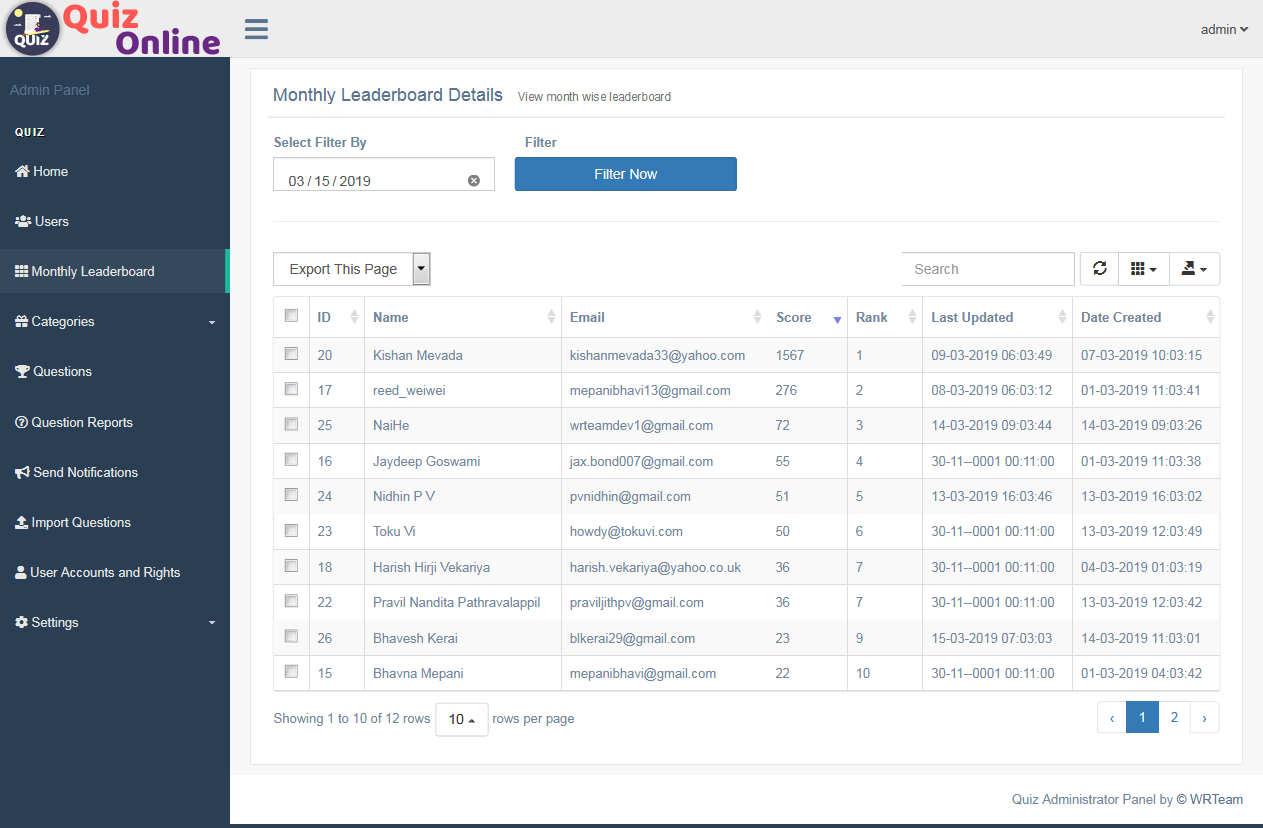 QUIZ
Quiz
Online
admin
Admin Panel
QUIZ
Home
Users
Monthly Leaderboard
Categories
Questions
Question Reports
Send Notifications
Import Questions
User Accounts and Rights
Settings
Monthly Leaderboard Details View month wise leaderboard
Select Filter By Filter
03 / 15 / 2019 Filter Now
Export This Page Search
ID Name Email Score Rank Last Updated Date Created
20 Kishan Mevada kishanmevada33@yahoo.com 1567 1 09-03-2019 06:03:49 07-03-2019 10:03:15
17 reed_weiwei mepanibhavi13@gmail.com 276 2 08-03-2019 06:03:12 01-03-2019 11:03:41
25 NaiHe wrteamdev1@gmail.com 72 3 14-03-2019 09:03:44 14-03-2019 09:03:26
16 Jaydeep Goswami jax.bond007@gmail.com 55 4 30-11--0001 00:11:00 01-03-2019 11:03:38
24 Nidhin P V pvnidhin@gmail.com 51 5 13-03-2019 16:03:46 13-03-2019 16:03:02
23 Toku Vi howdy@tokuvi.com 50 6 30-11--0001 00:11:00 13-03-2019 12:03:49
18 Harish Hirji Vekariya harish.vekariya@yahoo.co.uk 36 7 30-11--0001 00:11:00 04-03-2019 01:03:19
22 Pravil Nandita Pathravalappil praviljithpv@gmail.com 36 7 30-11--0001 00:11:00 13-03-2019 12:03:42
26 Bhavesh Kerai blkerai29@gmail.com 23 9 15-03-2019 07:03:03 14-03-2019 11:03:01
15 Bhavna Mepani mepanibhavi@gmail.com 22 10 30-11--0001 00:11:00 01-03-2019 04:03:42
Showing 1 to 10 of 12 rows 10 rows per page ‹ 1 2 ›
Quiz Administrator Panel by © WRTeam